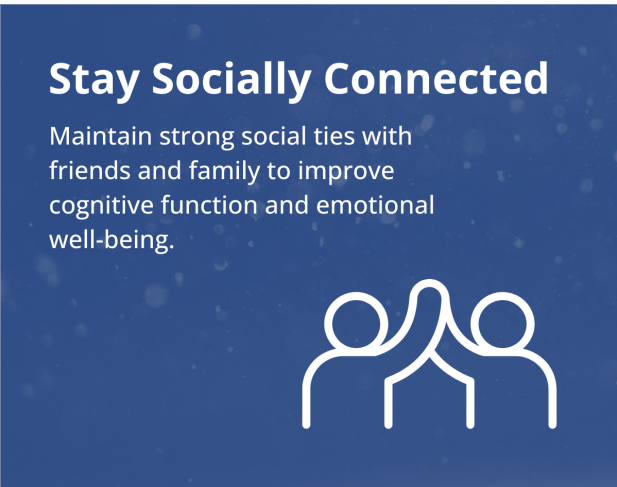 Stay Socially Connected
Maintain strong social ties with
friends and family to improve
cognitive function and emotional
well-being.